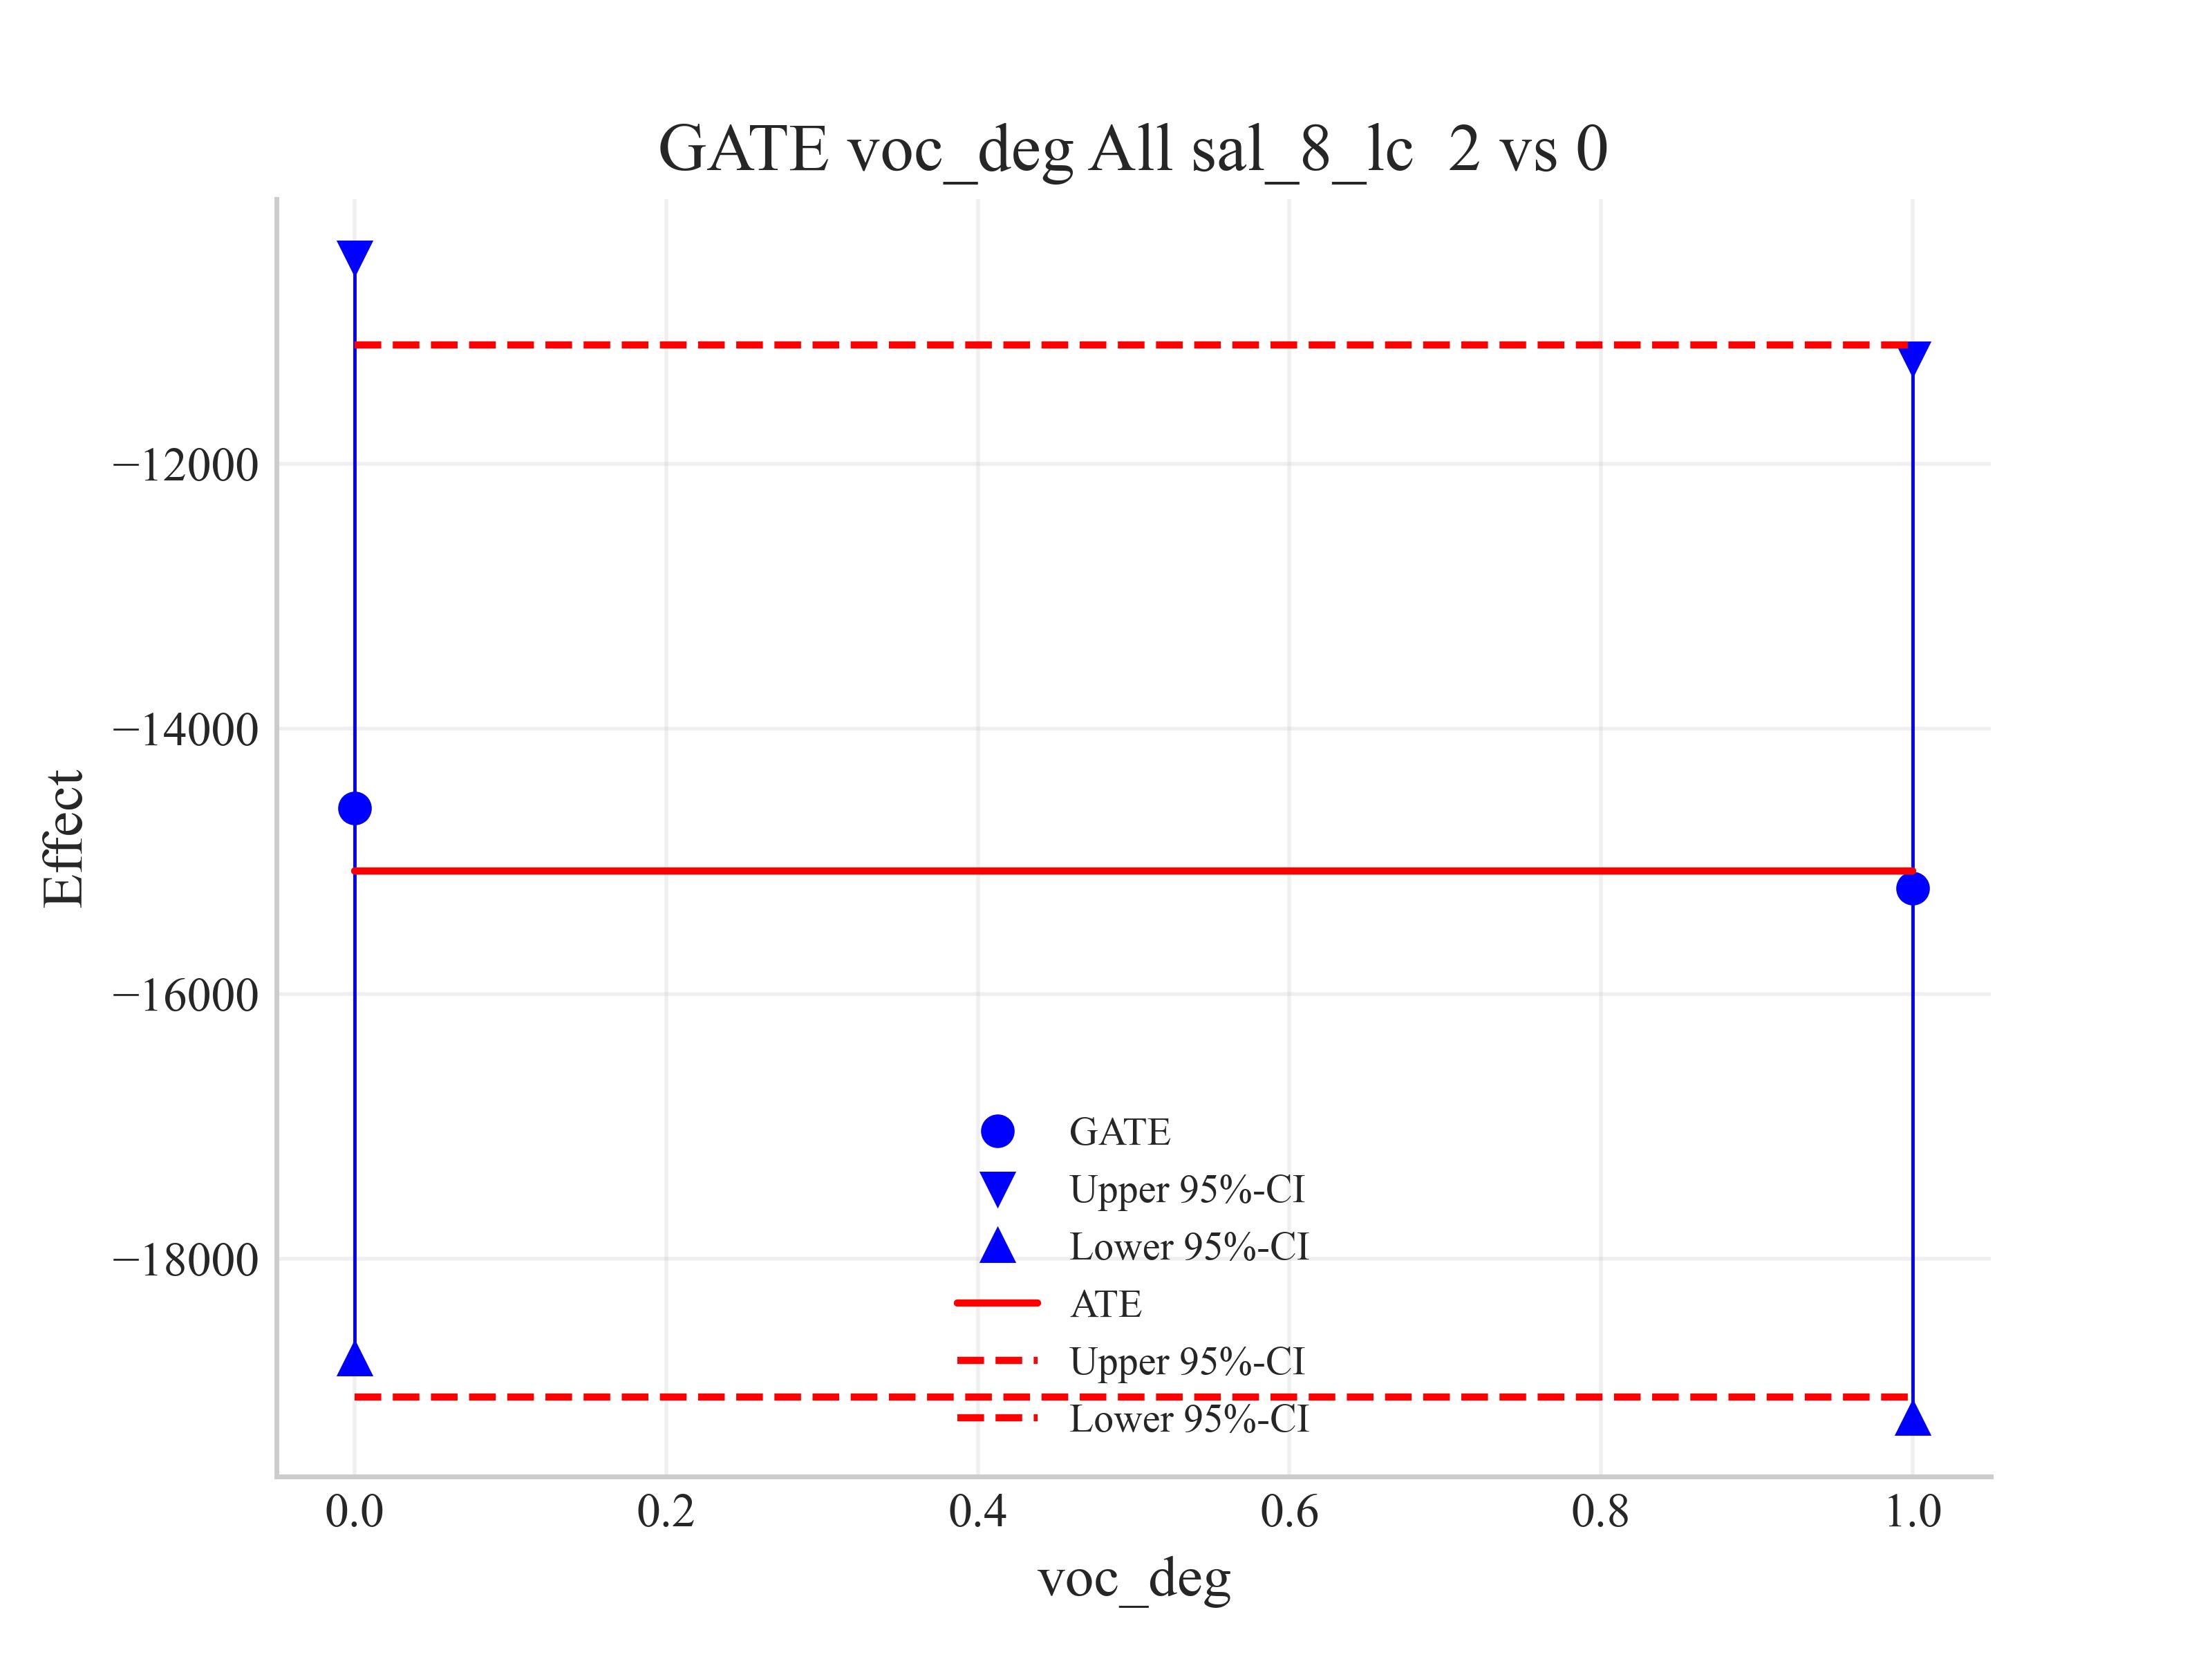 GATE voc_deg All sal_8_lc  2 vs 0
Effect
−12000
−14000
−16000
−18000
GATE
Upper 95%-CI
Lower 95%-CI
ATE
Upper 95%-CI
Lower 95%-CI
0.0 0.2 0.4 0.6 0.8 1.0
voc_deg